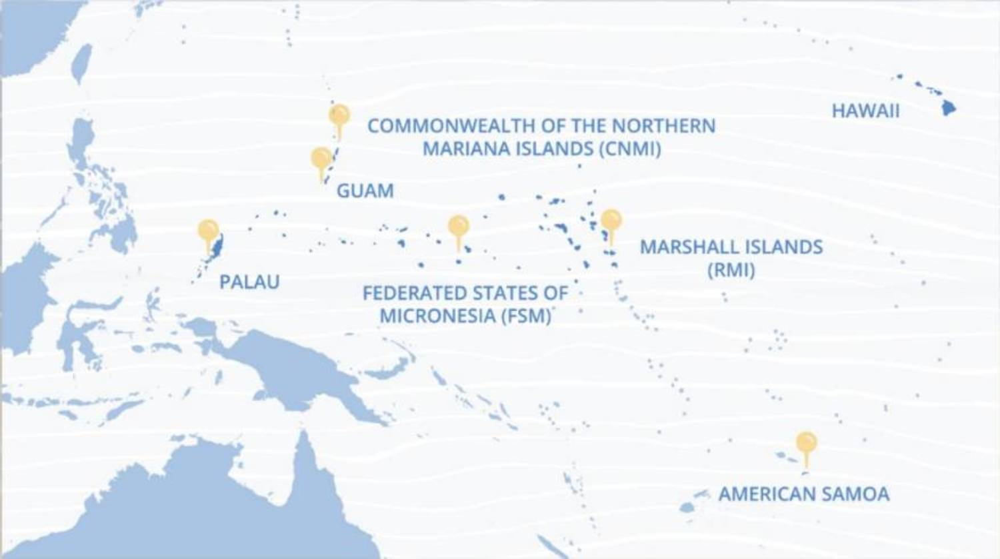 HAWAII
COMMONWEALTH OF THE NORTHERN
MARIANA ISLANDS (CNMI)
GUAM
MARSHALL ISLANDS
(RMI)
PALAU
FEDERATED STATES OF
MICRONESIA (FSM)
AMERICAN SAMOA